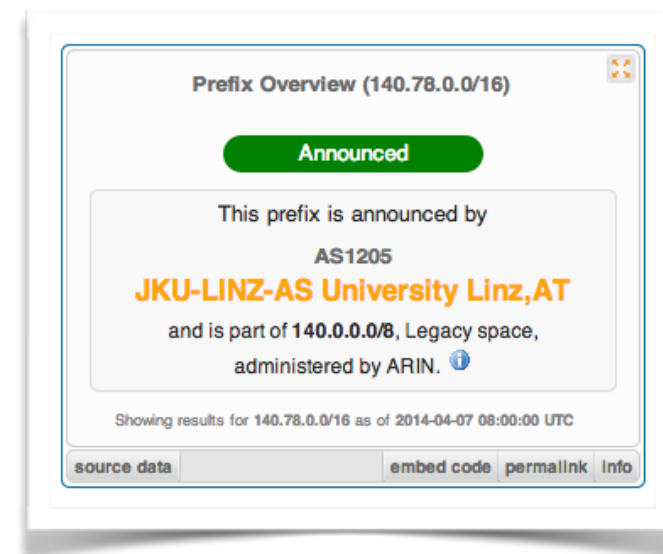 Prefix Overview (140.78.0.0/16)
Announced
This prefix is announced by
AS1205
JKU-LINZ-AS University Linz,AT
and is part of 140.0.0.0/8, Legacy space,
administered by ARIN.
Showing results for 140.78.0.0/16 as of 2014-04-07 08:00:00 UTC
source data embed code permalink info